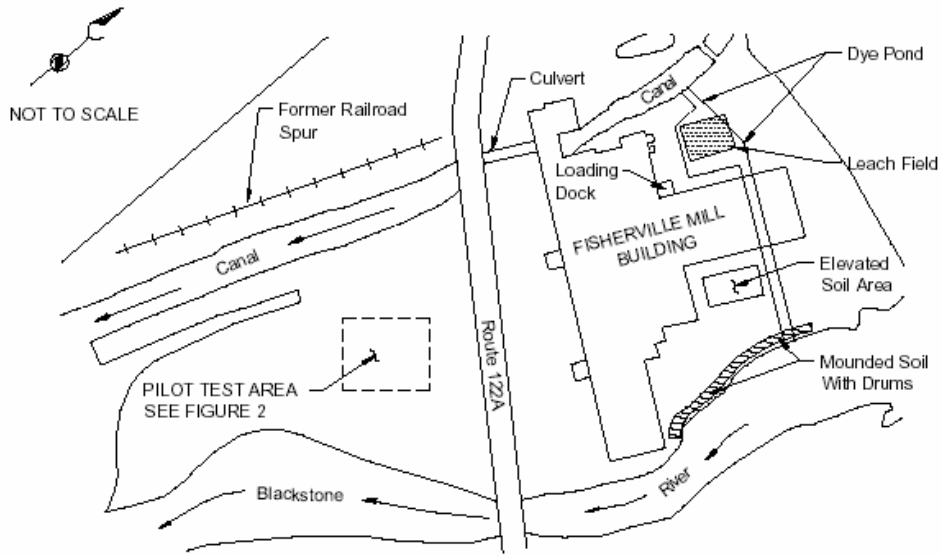 NOT TO SCALE
Former Railroad
Spur
Culvert
Canal
Dye Pond
Leach Field
Loading
Dock
FISHERVILLE MILL
BUILDING
Elevated
Soil Area
Canal
Route 122A
Mounded Soil
With Drums
PILOT TEST AREA
SEE FIGURE 2
Blackstone
River